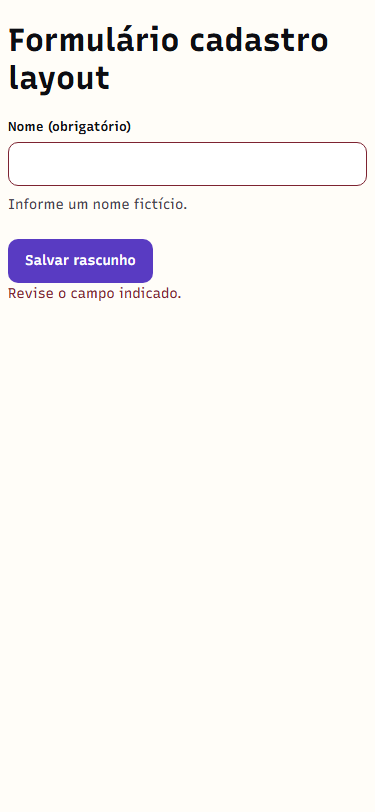 Formulário cadastro
layout
Nome (obrigatório)
Informe um nome fictício.
Salvar rascunho
Revise o campo indicado.